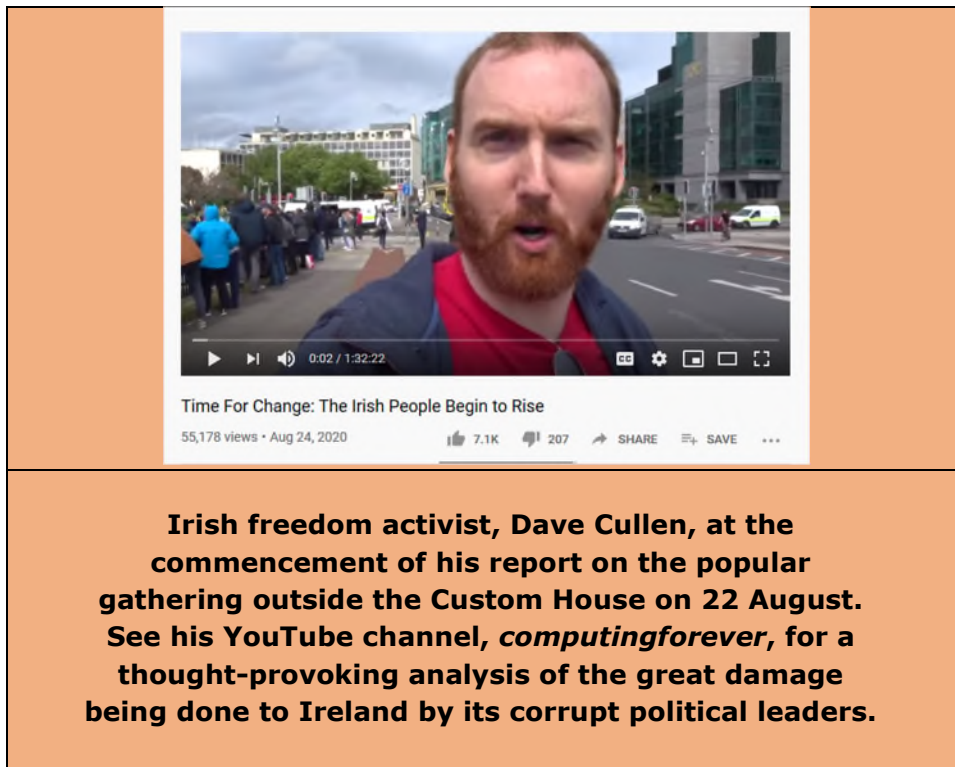 0:02 / 1:32:22
CC
Time For Change: The Irish People Begin to Rise
55,178 views • Aug 24, 2020 7.1K 207 SHARE SAVE
Irish freedom activist, Dave Cullen, at the
commencement of his report on the popular
gathering outside the Custom House on 22 August.
See his YouTube channel, computingforever, for a
thought-provoking analysis of the great damage
being done to Ireland by its corrupt political leaders.